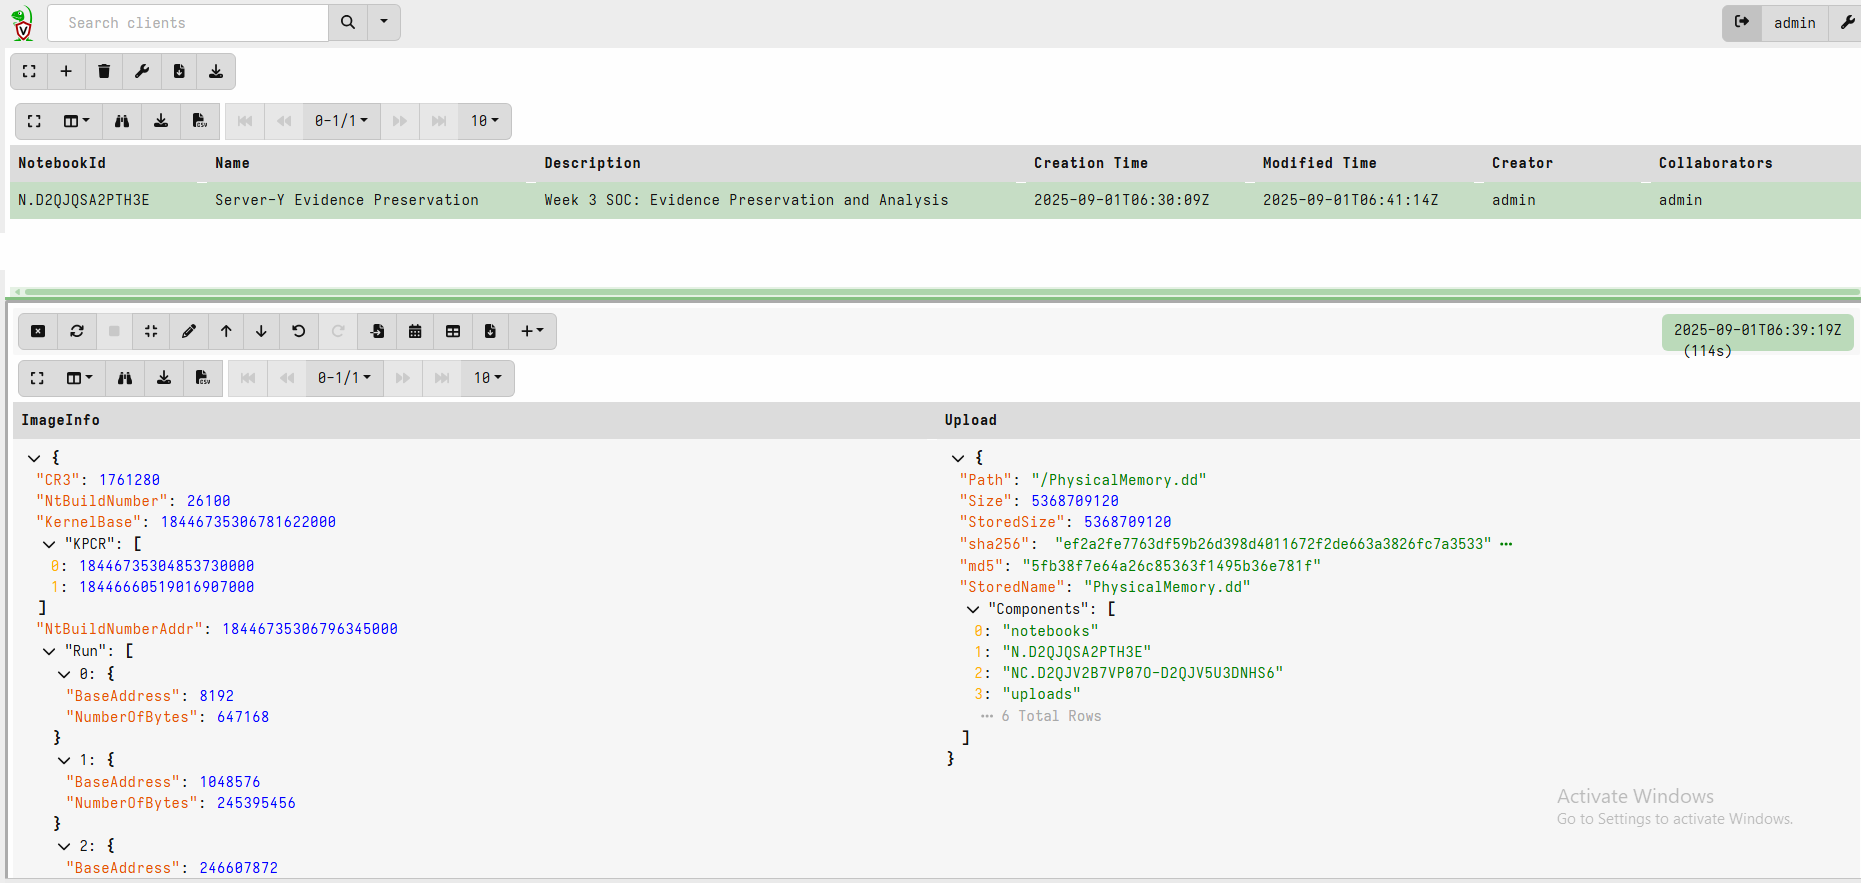 Search clients
admin
0-1/1
10
NotebookId Name Description Creation Time Modified Time Creator Collaborators
N.D2QJQSA2PTH3E Server-Y Evidence Preservation Week 3 SOC: Evidence Preservation and Analysis 2025-09-01T06:30:09Z 2025-09-01T06:41:14Z admin admin
2025-09-01T06:39:19Z
(114s)
0-1/1
10
ImageInfo Upload
{
"CR3": 1761280
"NtBuildNumber": 26100
"KernelBase": 18446735306781622000
"KPCR": [
0: 18446735304853730000
1: 18446660519016907000
]
"NtBuildNumberAddr": 18446735306796345000
"Run": [
0: {
"BaseAddress": 8192
"NumberOfBytes": 647168
}
1: {
"BaseAddress": 1048576
"NumberOfBytes": 245395456
}
2: {
"BaseAddress": 246607872
{
"Path": "/PhysicalMemory.dd"
"Size": 5368709120
"StoredSize": 5368709120
"sha256": "ef2a2fe7763df59b26d398d4011672f2de663a3826fc7a3533" ...
"md5": "5fb38f7e64a26c85363f1495b36e781f"
"StoredName": "PhysicalMemory.dd"
"Components": [
0: "notebooks"
1: "N.D2QJQSA2PTH3E"
2: "NC.D2QJV2B7VP07O-D2QJV5U3DNHS6"
3: "uploads"
... 6 Total Rows
]
}
Activate Windows
Go to Settings to activate Windows.